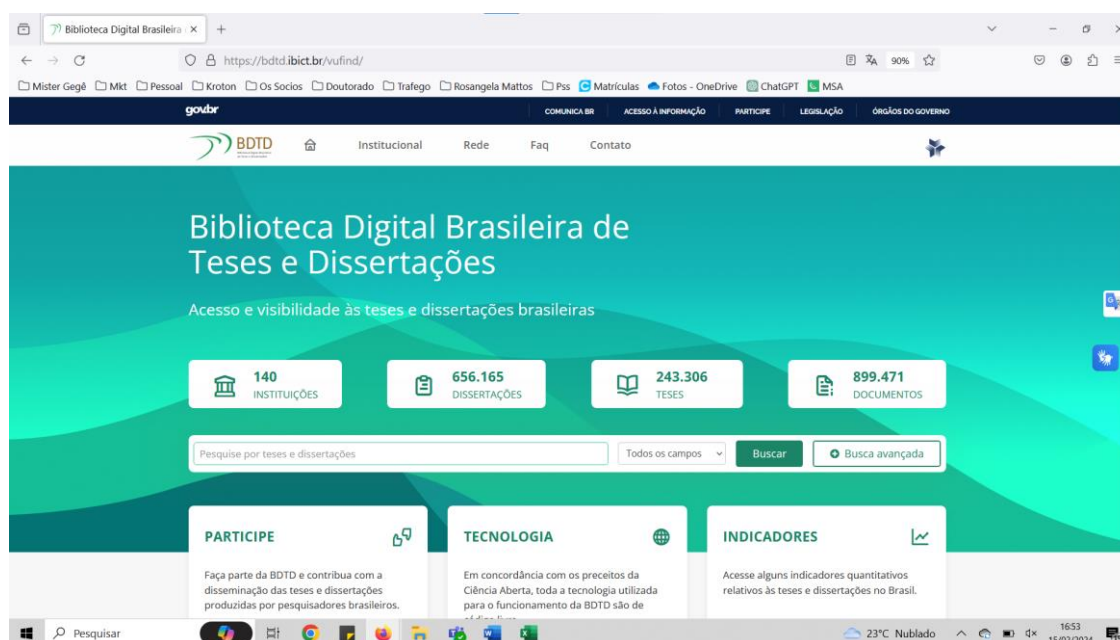 Biblioteca Digital Brasileira
https://bdtd.ibict.br/vufind/
90%
Mister Gegê Mkt Pessoal Kroton Os Socios Doutorado Trafego Rosangela Mattos Pss Matrículas Fotos - OneDrive ChatGPT MSA
gov.br COMUNICA BR ACESSO À INFORMAÇÃO PARTICIPE LEGISLAÇÃO ÓRGÃOS DO GOVERNO
BDTD Institucional Rede Faq Contato
Biblioteca Digital Brasileira de
Teses e Dissertações
Acesso e visibilidade às teses e dissertações brasileiras
140 656.165 243.306 899.471
INSTITUIÇÕES DISSERTAÇÕES TESES DOCUMENTOS
Pesquise por teses e dissertações Todos os campos Buscar Busca avançada
PARTICIPE
Faça parte da BDTD e contribua com a
disseminação das teses e dissertações
produzidas por pesquisadores brasileiros.
TECNOLOGIA
Em concordância com os preceitos da
Ciência Aberta, toda a tecnologia utilizada
para o funcionamento da BDTD são de
INDICADORES
Acesse alguns indicadores quantitativos
relativos às teses e dissertações no Brasil.
Pesquisar
23°C Nublado
16:53